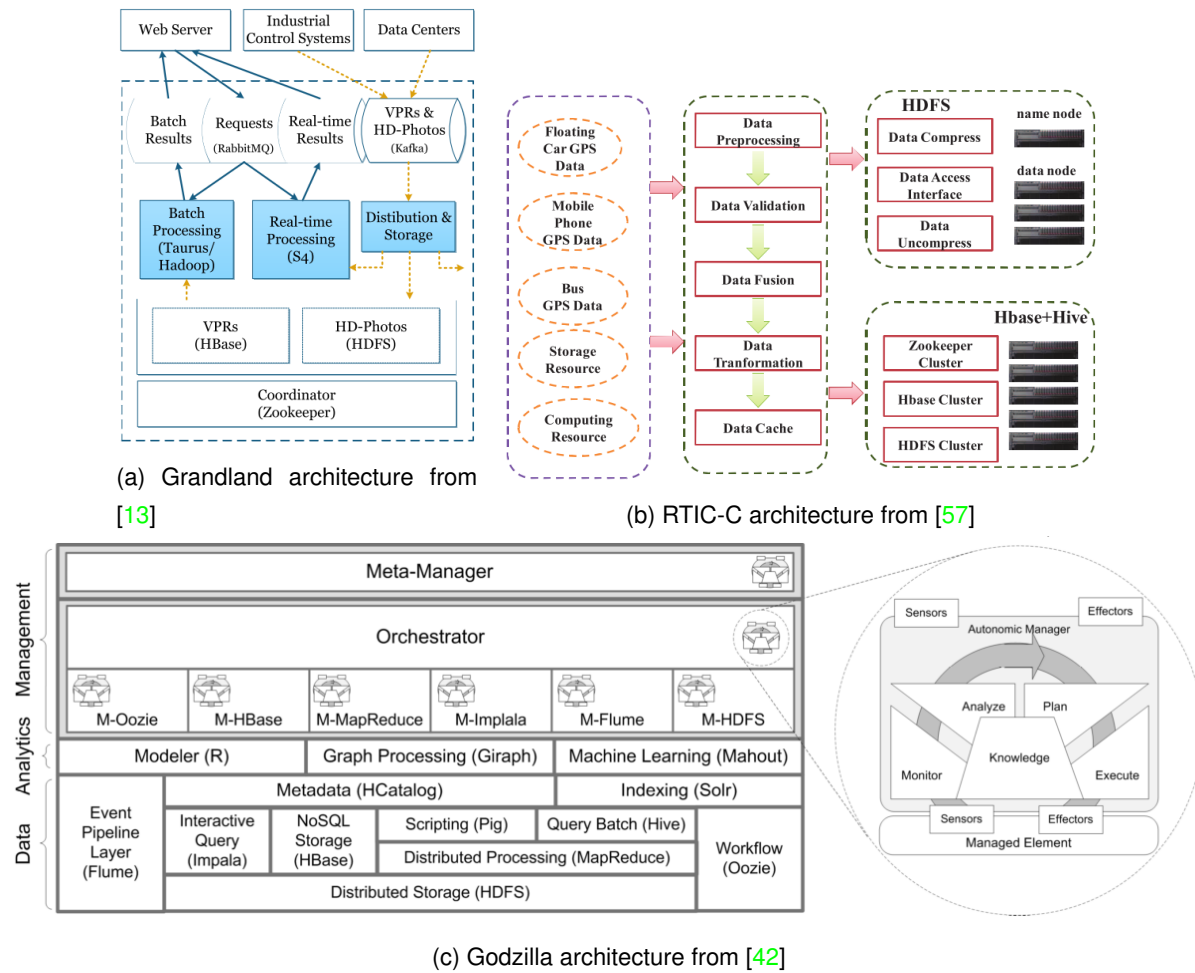 Web Server
Industrial
Control Systems
Data Centers
Batch
Results
Requests
(RabbitMQ)
Real-time
Results
VPRs &
HD-Photos
(Kafka)
Batch
Processing
(Taurus/
Hadoop)
Real-time
Processing
(S4)
Distibution &
Storage
VPRs
(HBase)
HD-Photos
(HDFS)
Coordinator
(Zookeeper)
(a) Grandland architecture from
[13]
Floating
Car GPS
Data
Mobile
Phone
GPS Data
Bus
GPS Data
Storage
Resource
Computing
Resource
Data
Preprocessing
Data Validation
Data Fusion
Data
Tranformation
Data Cache
HDFS
Data Compress
Data Access
Interface
Data
Uncompress
name node
data node
Hbase+Hive
Zookeeper
Cluster
Hbase Cluster
HDFS Cluster
(b) RTIC-C architecture from [57]
Management
Analytics
Data
Meta-Manager
Orchestrator
M-Oozie
M-HBase
M-MapReduce
M-Implala
M-Flume
M-HDFS
Modeler (R)
Graph Processing (Giraph)
Machine Learning (Mahout)
Event
Pipeline
Layer
(Flume)
Metadata (HCatalog)
Indexing (Solr)
Interactive
Query
(Impala)
NoSQL
Storage
(HBase)
Scripting (Pig)
Query Batch (Hive)
Distributed Processing (MapReduce)
Workflow
(Oozie)
Distributed Storage (HDFS)
Sensors
Effectors
Autonomic Manager
Analyze
Plan
Monitor
Knowledge
Execute
Sensors
Effectors
Managed Element
(c) Godzilla architecture from [42]